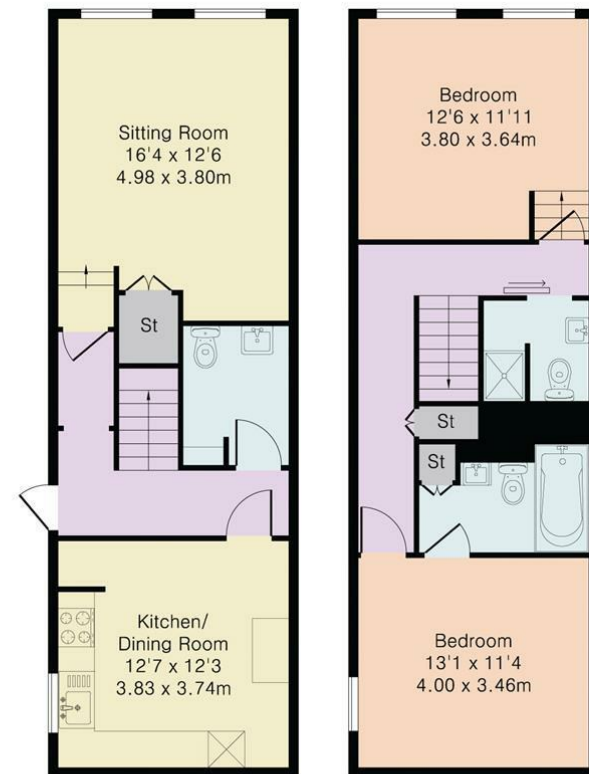 Sitting Room
16'4 x 12'6
4.98 x 3.80m
St
Kitchen/
Dining Room
12'7 x 12'3
3.83 x 3.74m
Bedroom
12'6 x 11'11
3.80 x 3.64m
St
St
Bedroom
13'1 x 11'4
4.00 x 3.46m